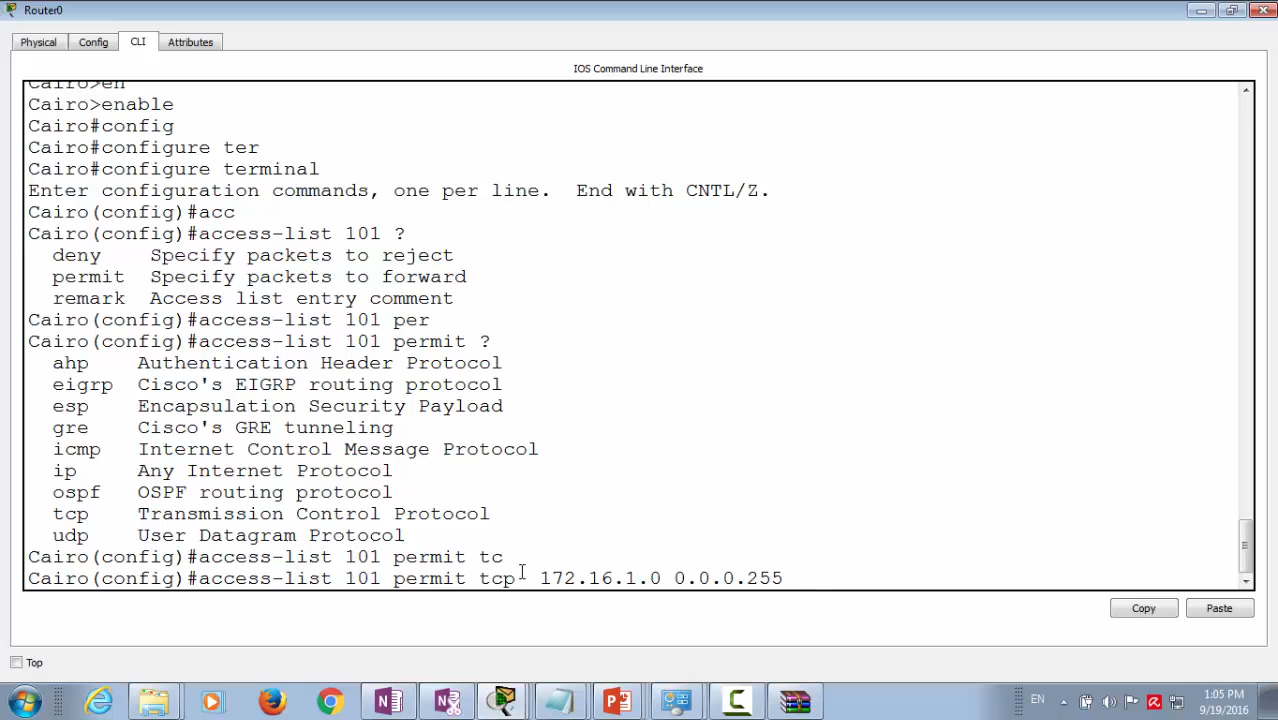 Router0
Physical Config CLI Attributes
IOS Command Line Interface
Cairo>en
Cairo>enable
Cairo#config
Cairo#configure ter
Cairo#configure terminal
Enter configuration commands, one per line.  End with CNTL/Z.
Cairo(config)#acc
Cairo(config)#access-list 101 ?
  deny    Specify packets to reject
  permit  Specify packets to forward
  remark  Access list entry comment
Cairo(config)#access-list 101 per
Cairo(config)#access-list 101 permit ?
  ahp    Authentication Header Protocol
  eigrp  Cisco's EIGRP routing protocol
  esp    Encapsulation Security Payload
  gre    Cisco's GRE tunneling
  icmp   Internet Control Message Protocol
  ip     Any Internet Protocol
  ospf   OSPF routing protocol
  tcp    Transmission Control Protocol
  udp    User Datagram Protocol
Cairo(config)#access-list 101 permit tc
Cairo(config)#access-list 101 permit tcp  172.16.1.0 0.0.0.255
Copy Paste
Top
EN
1:05 PM
9/19/2016